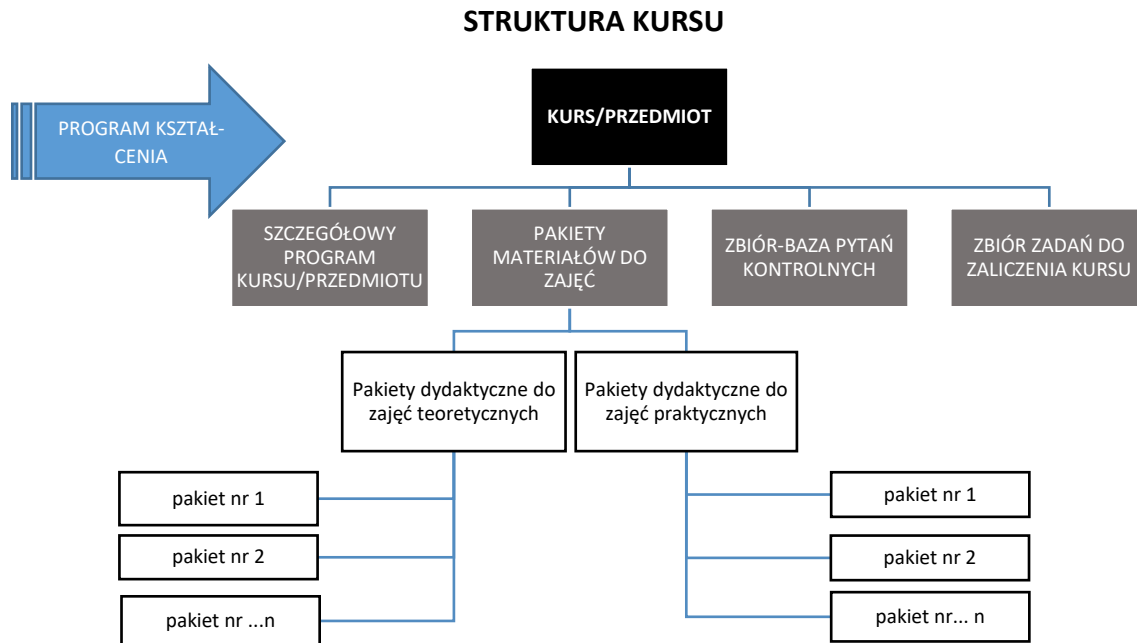 STRUKTURA KURSU
PROGRAM KSZTAŁ-
CENIA
KURS/PRZEDMIOT
SZCZEGÓŁOWY
PROGRAM
KURSU/PRZEDMIOTU
PAKIETY
MATERIAŁÓW DO
ZAJĘĆ
ZBIÓR-BAZA PYTAŃ
KONTROLNYCH
ZBIÓR ZADAŃ DO
ZALICZENIA KURSU
Pakiety dydaktyczne do
zajęć teoretycznych
Pakiety dydaktyczne do
zajęć praktycznych
pakiet nr 1
pakiet nr 2
pakiet nr ...n
pakiet nr 1
pakiet nr 2
pakiet nr... n